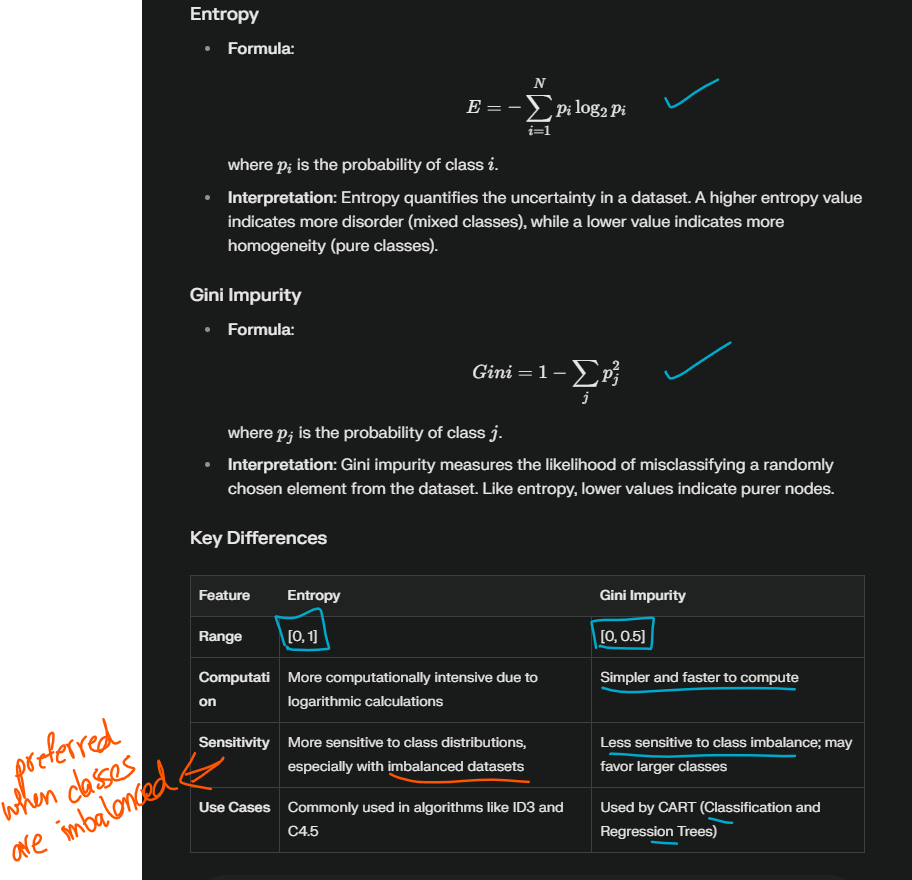 Entropy
• Formula:
E = − ∑_{i=1}^{N} p_i log_2 p_i
where p_i is the probability of class i.
• Interpretation: Entropy quantifies the uncertainty in a dataset. A higher entropy value
indicates more disorder (mixed classes), while a lower value indicates more
homogeneity (pure classes).
Gini Impurity
• Formula:
Gini = 1 − ∑_j p_j^2
where p_j is the probability of class j.
• Interpretation: Gini impurity measures the likelihood of misclassifying a randomly
chosen element from the dataset. Like entropy, lower values indicate purer nodes.
Key Differences
Feature Entropy Gini Impurity
Range [0, 1] [0, 0.5]
Computati More computationally intensive due to Simpler and faster to compute
on logarithmic calculations
Sensitivity More sensitive to class distributions, Less sensitive to class imbalance; may
especially with imbalanced datasets favor larger classes
Use Cases Commonly used in algorithms like ID3 and Used by CART (Classification and
C4.5 Regression Trees)
preferred
when classes
are imbalanced